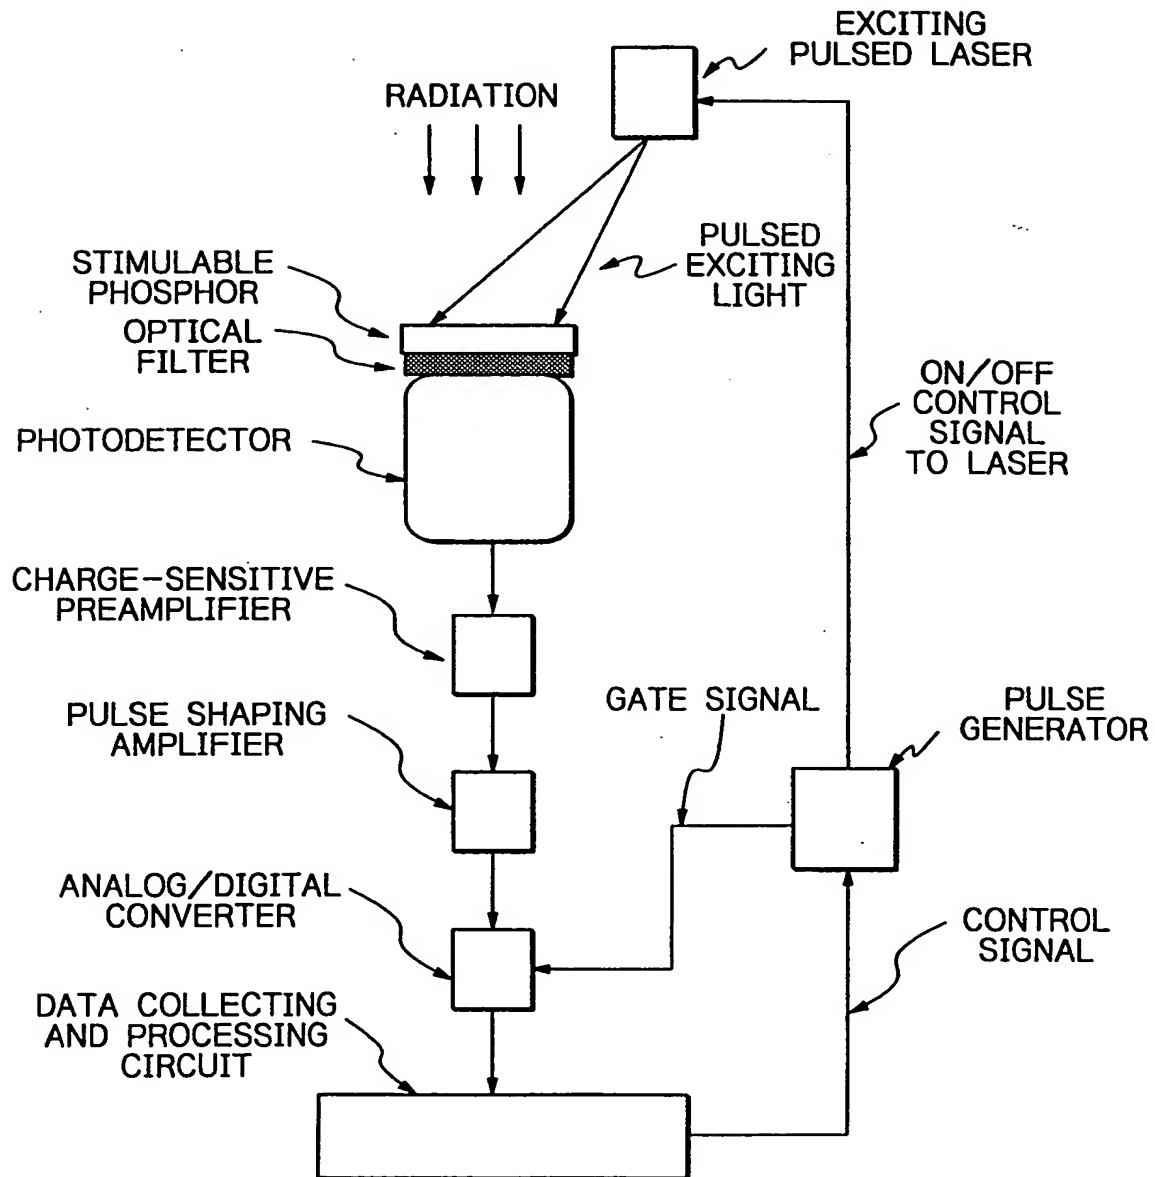 EXCITING
PULSED LASER
RADIATION
PULSED
EXCITING
LIGHT
STIMULABLE
PHOSPHOR
OPTICAL
FILTER
ON/OFF
CONTROL
SIGNAL
TO LASER
PHOTODETECTOR
CHARGE-SENSITIVE
PREAMPLIFIER
GATE SIGNAL
PULSE
GENERATOR
PULSE SHAPING
AMPLIFIER
ANALOG/DIGITAL
CONVERTER
CONTROL
SIGNAL
DATA COLLECTING
AND PROCESSING
CIRCUIT